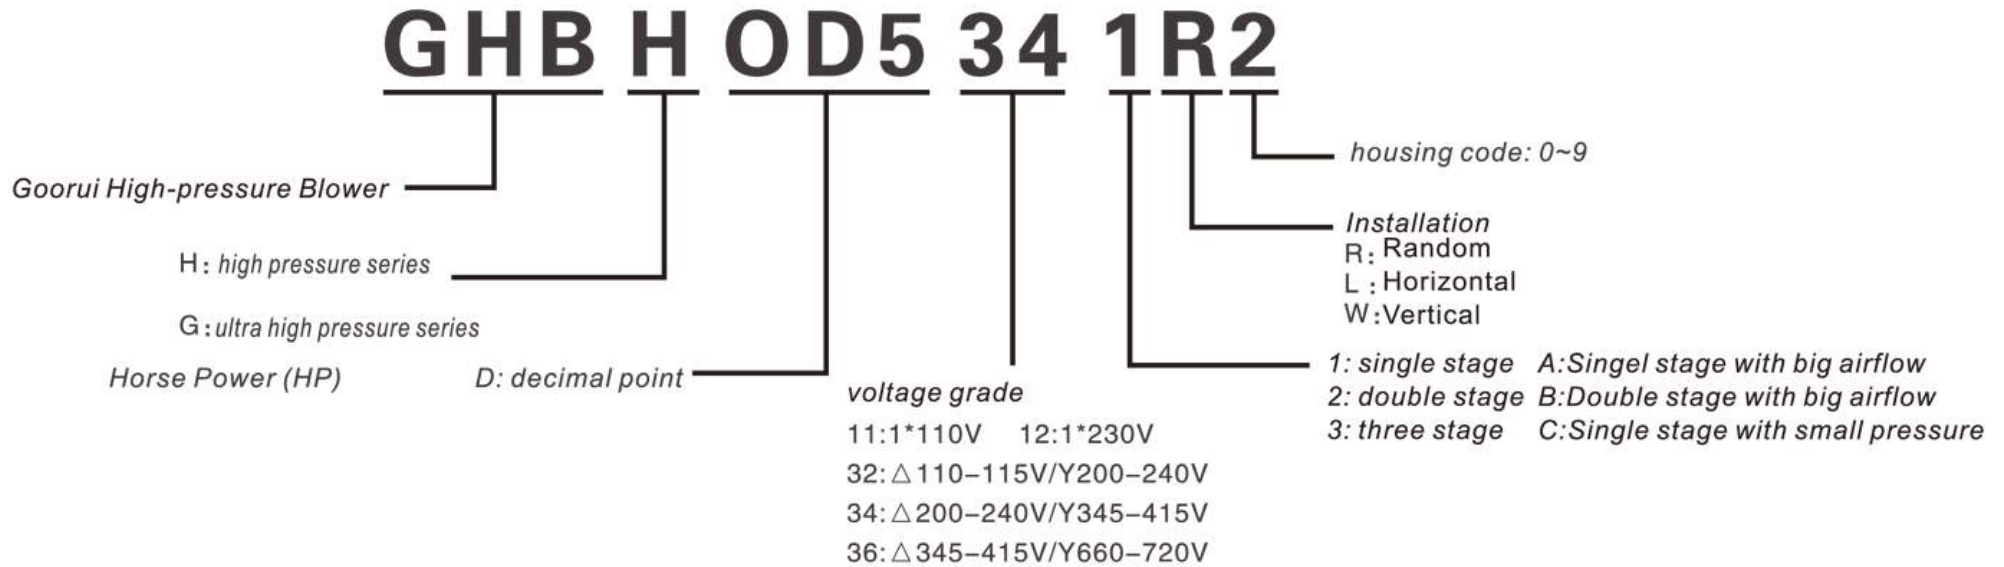 GHB H OD5 34 1 R 2
housing code: 0~9
Goorui High-pressure Blower
Installation
R: Random
L : Horizontal
W:Vertical
H: high pressure series
G:ultra high pressure series
Horse Power (HP) D: decimal point
1: single stage A:Singel stage with big airflow
2: double stage B:Double stage with big airflow
3: three stage C:Single stage with small pressure
voltage grade
11:1*110V 12:1*230V
32:△110–115V/Y200–240V
34:△200–240V/Y345–415V
36:△345–415V/Y660–720V